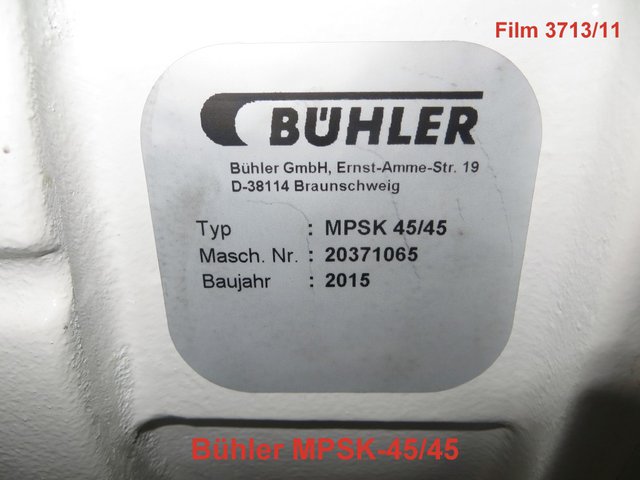 Film 3713/11
BÜHLER
Bühler GmbH, Ernst-Amme-Str. 19
D-38114 Braunschweig
Typ : MPSK 45/45
Masch. Nr. : 20371065
Baujahr : 2015
Bühler MPSK-45/45